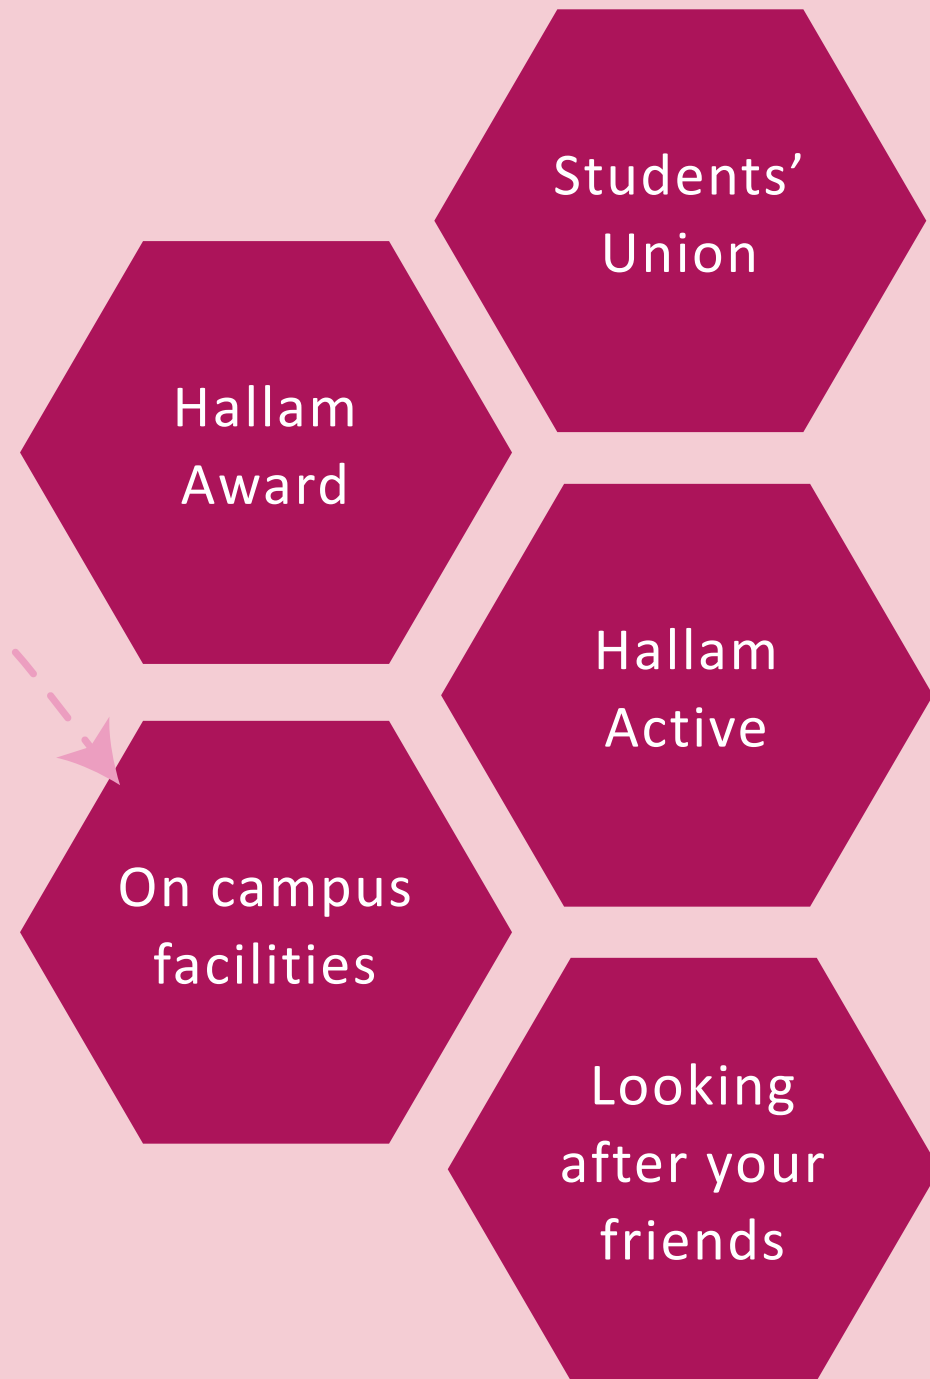 Students’
Union
Hallam
Award
Hallam
Active
On campus
facilities
Looking
after your
friends